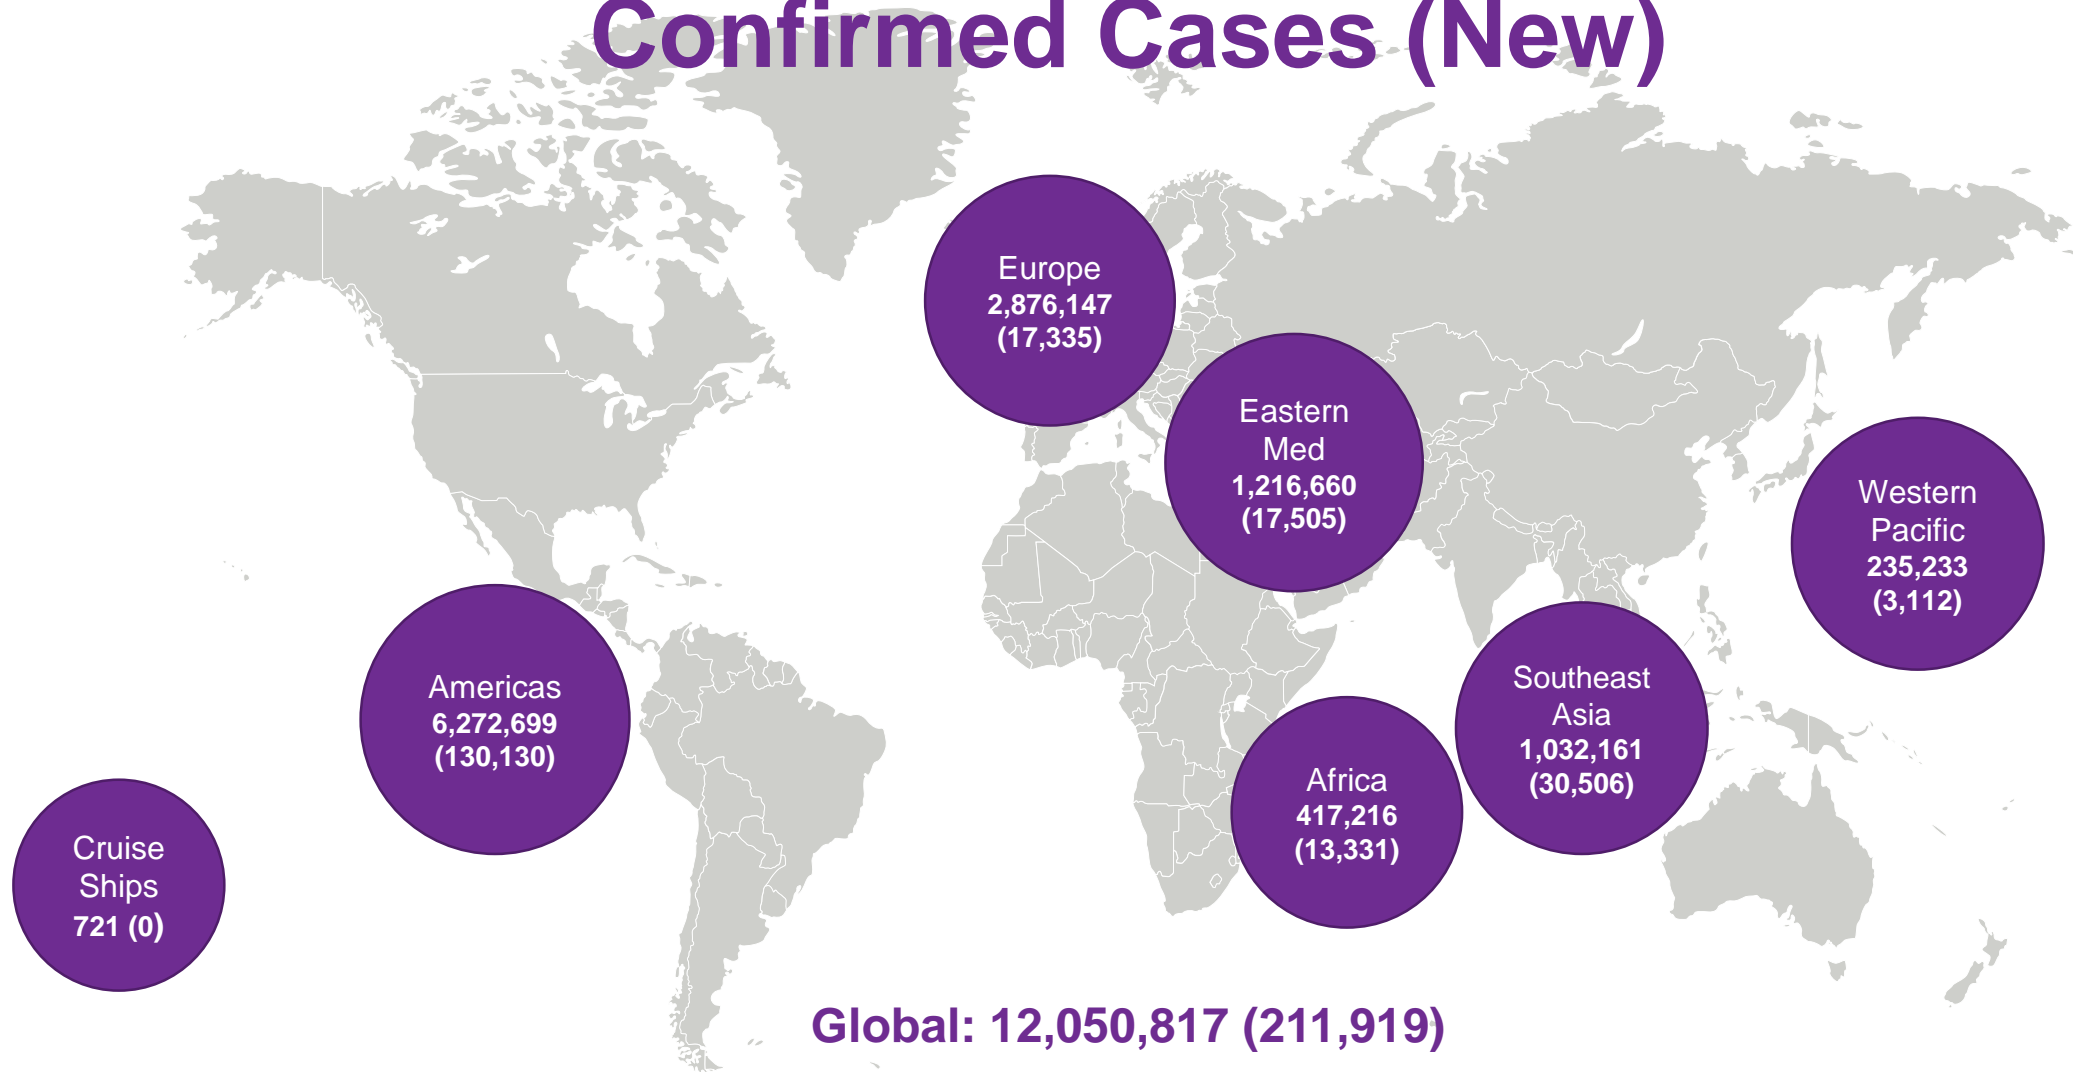 Confirmed Cases (New)
Europe
2,876,147
(17,335)
Eastern
Med
1,216,660
(17,505)
Western
Pacific
235,233
(3,112)
Americas
6,272,699
(130,130)
Southeast
Asia
1,032,161
(30,506)
Africa
417,216
(13,331)
Cruise
Ships
721 (0)
Global: 12,050,817 (211,919)